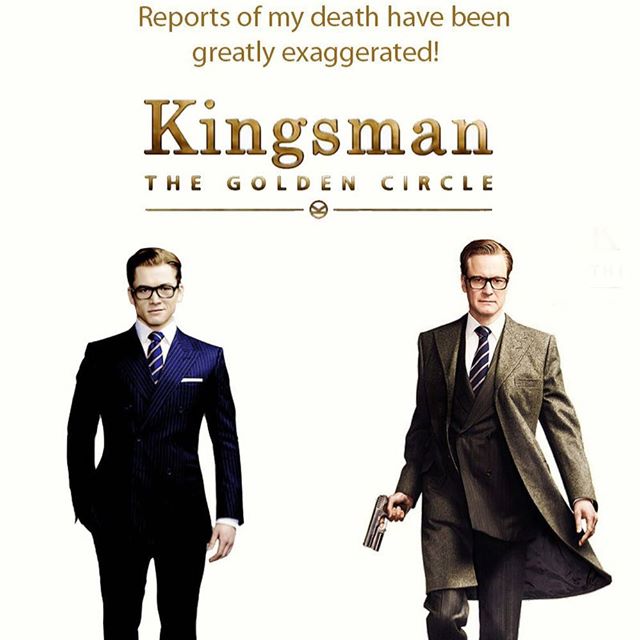 Reports of my death have been
greatly exaggerated!
Kingsman
THE GOLDEN CIRCLE
K